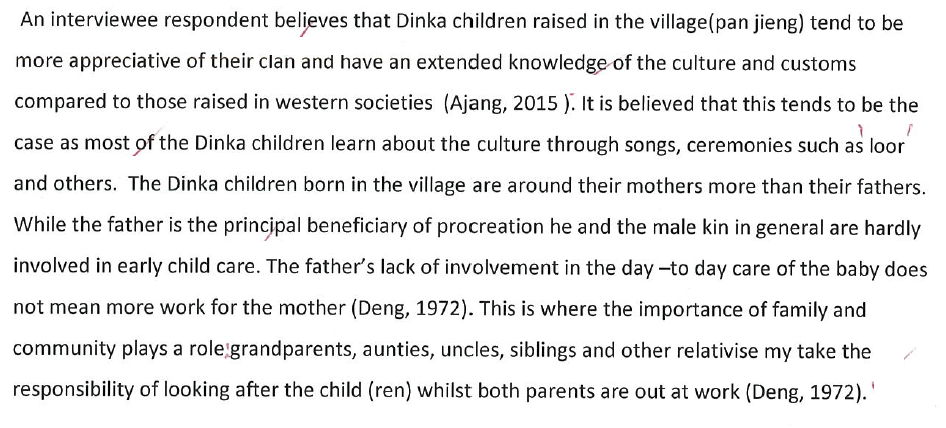 An interviewee respondent believes that Dinka children raised in the village(pan jieng) tend to be
more appreciative of their clan and have an extended knowledge of the culture and customs
compared to those raised in western societies (Ajang, 2015 ). It is believed that this tends to be the
case as most of the Dinka children learn about the culture through songs, ceremonies such as 'loor'
and others. The Dinka children born in the village are around their mothers more than their fathers.
While the father is the principal beneficiary of procreation he and the male kin in general are hardly
involved in early child care. The father's lack of involvement in the day –to day care of the baby does
not mean more work for the mother (Deng, 1972). This is where the importance of family and
community plays a role; grandparents, aunties, uncles, siblings and other relativise my take the
responsibility of looking after the child (ren) whilst both parents are out at work (Deng, 1972).